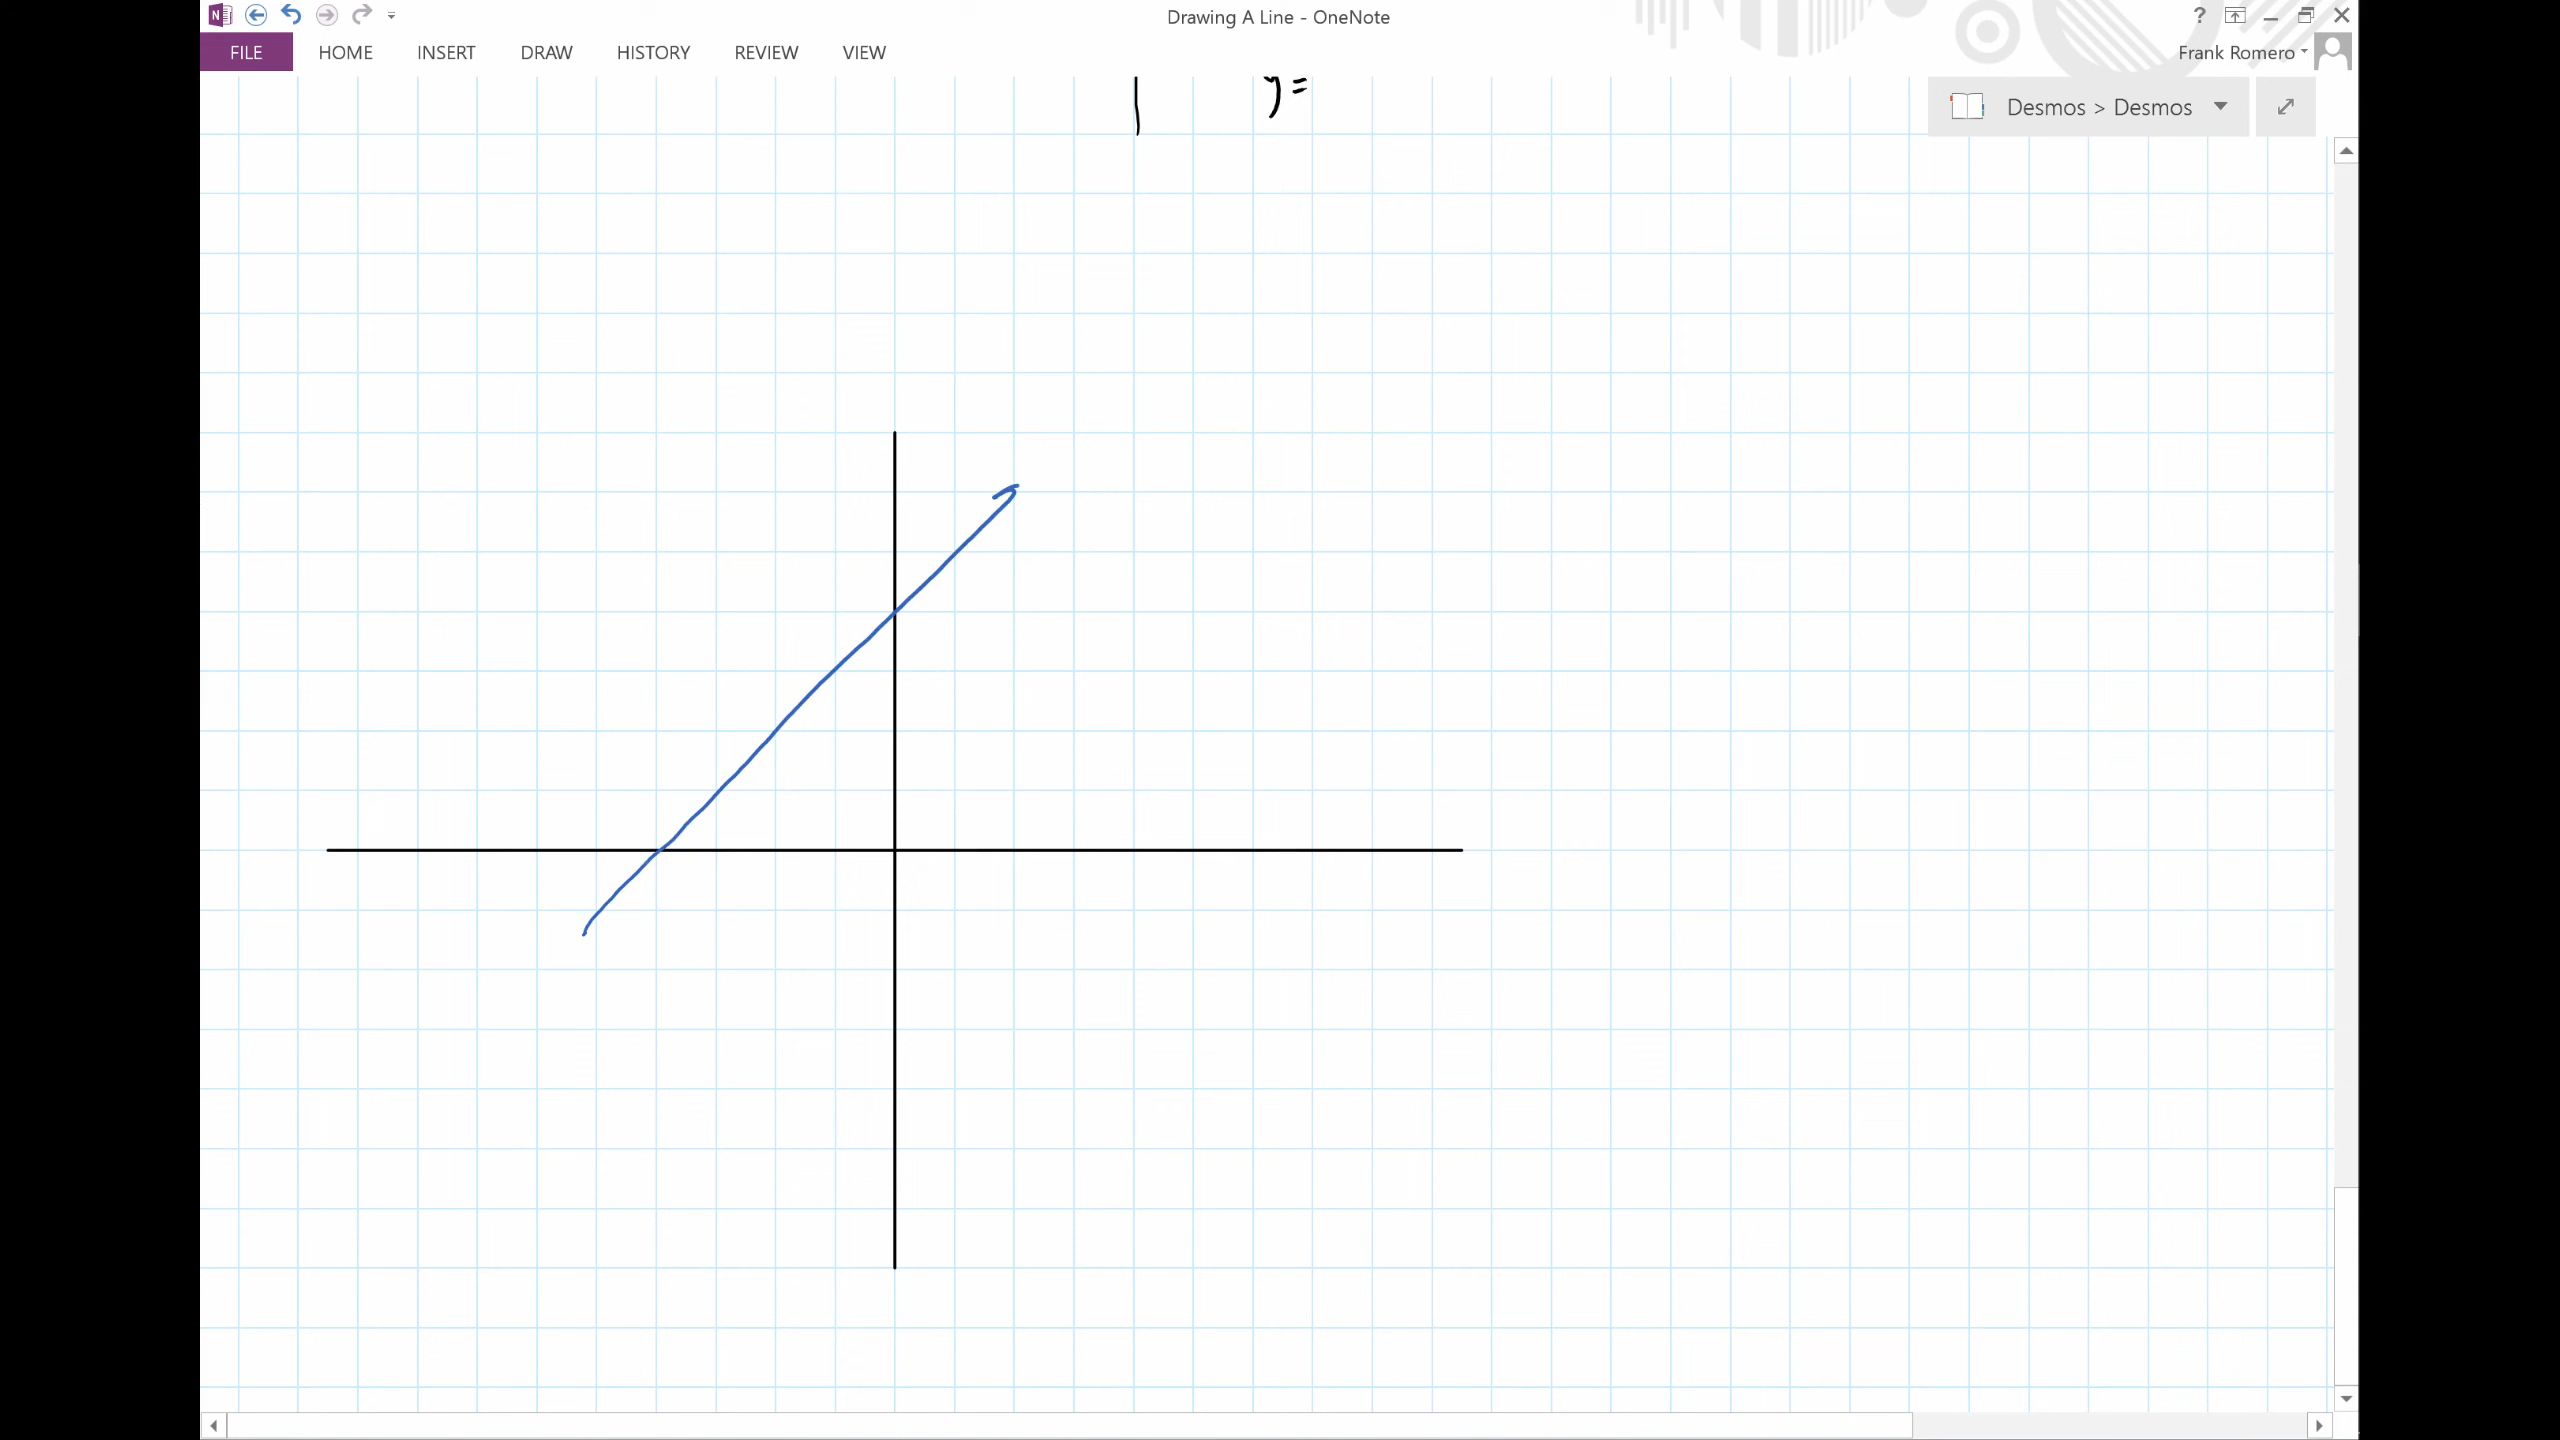 Drawing A Line - OneNote
?
FILE HOME INSERT DRAW HISTORY REVIEW VIEW
Frank Romero
y=
Desmos > Desmos